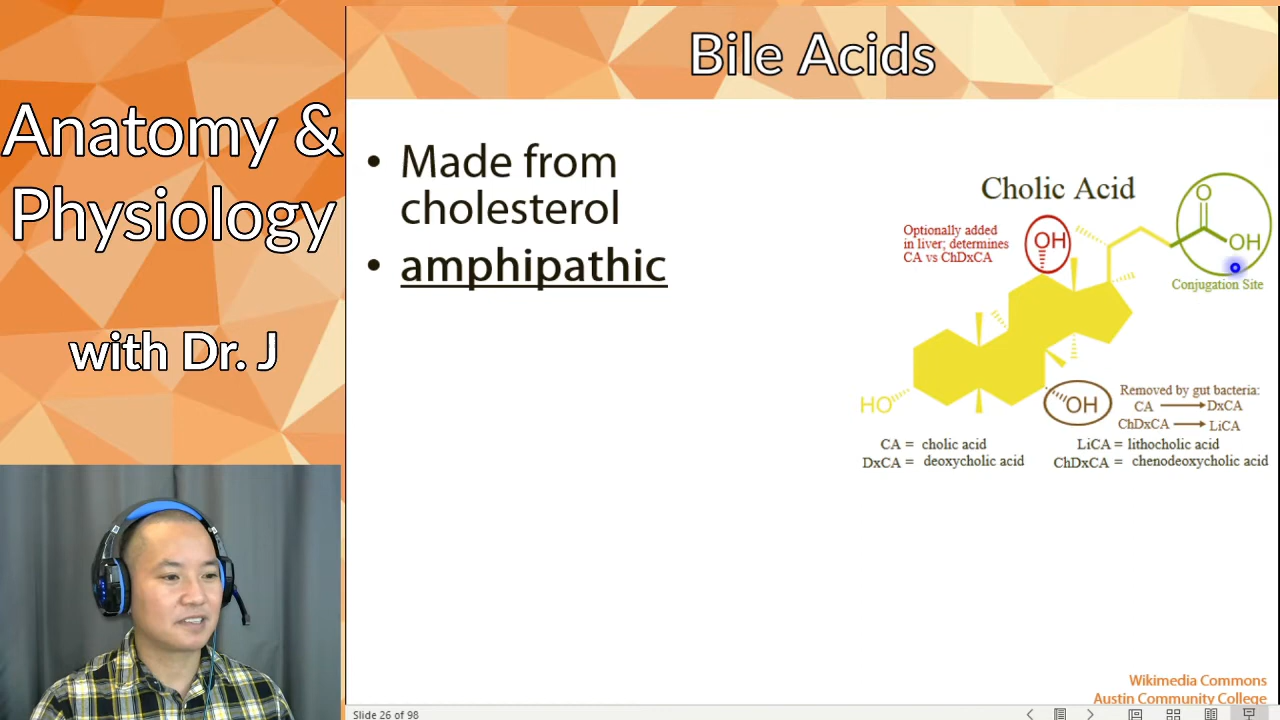 Anatomy &
Physiology
with Dr. J
Bile Acids
• Made from
cholesterol
• amphipathic
Cholic Acid
Optionally added
in liver; determines
CA vs ChDxCA
OH
O
OH
Conjugation Site
HO
OH
Removed by gut bacteria:
CA → DxCA
ChDxCA → LiCA
CA = cholic acid
DxCA = deoxycholic acid
LiCA = lithocholic acid
ChDxCA = chenodeoxycholic acid
Wikimedia Commons
Austin Community College
Slide 26 of 98